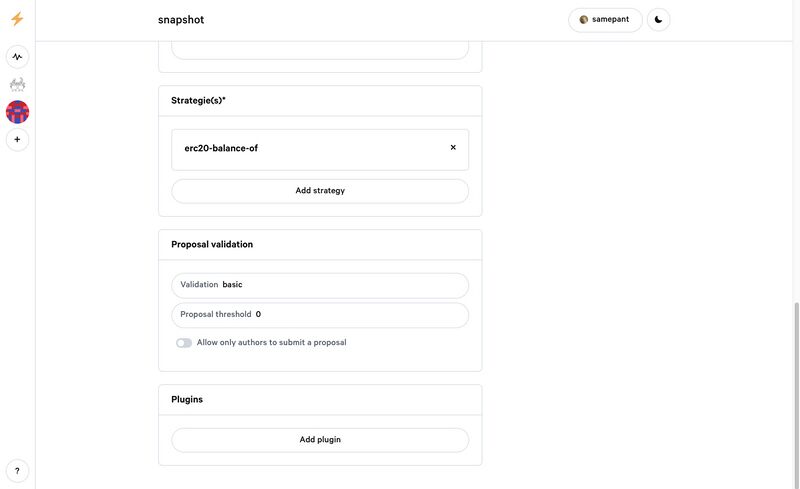 snapshot
samepant
Strategie(s)*
erc20-balance-of
×
Add strategy
Proposal validation
Validation basic
Proposal threshold 0
Allow only authors to submit a proposal
Plugins
Add plugin
+
?